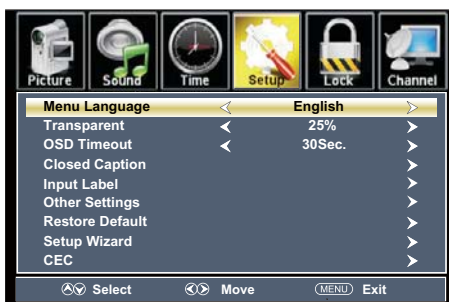 Picture Sound Time Setup Lock Channel
Menu Language English
Transparent 25%
OSD Timeout 30Sec.
Closed Caption
Input Label
Other Settings
Restore Default
Setup Wizard
CEC
Select Move MENU Exit